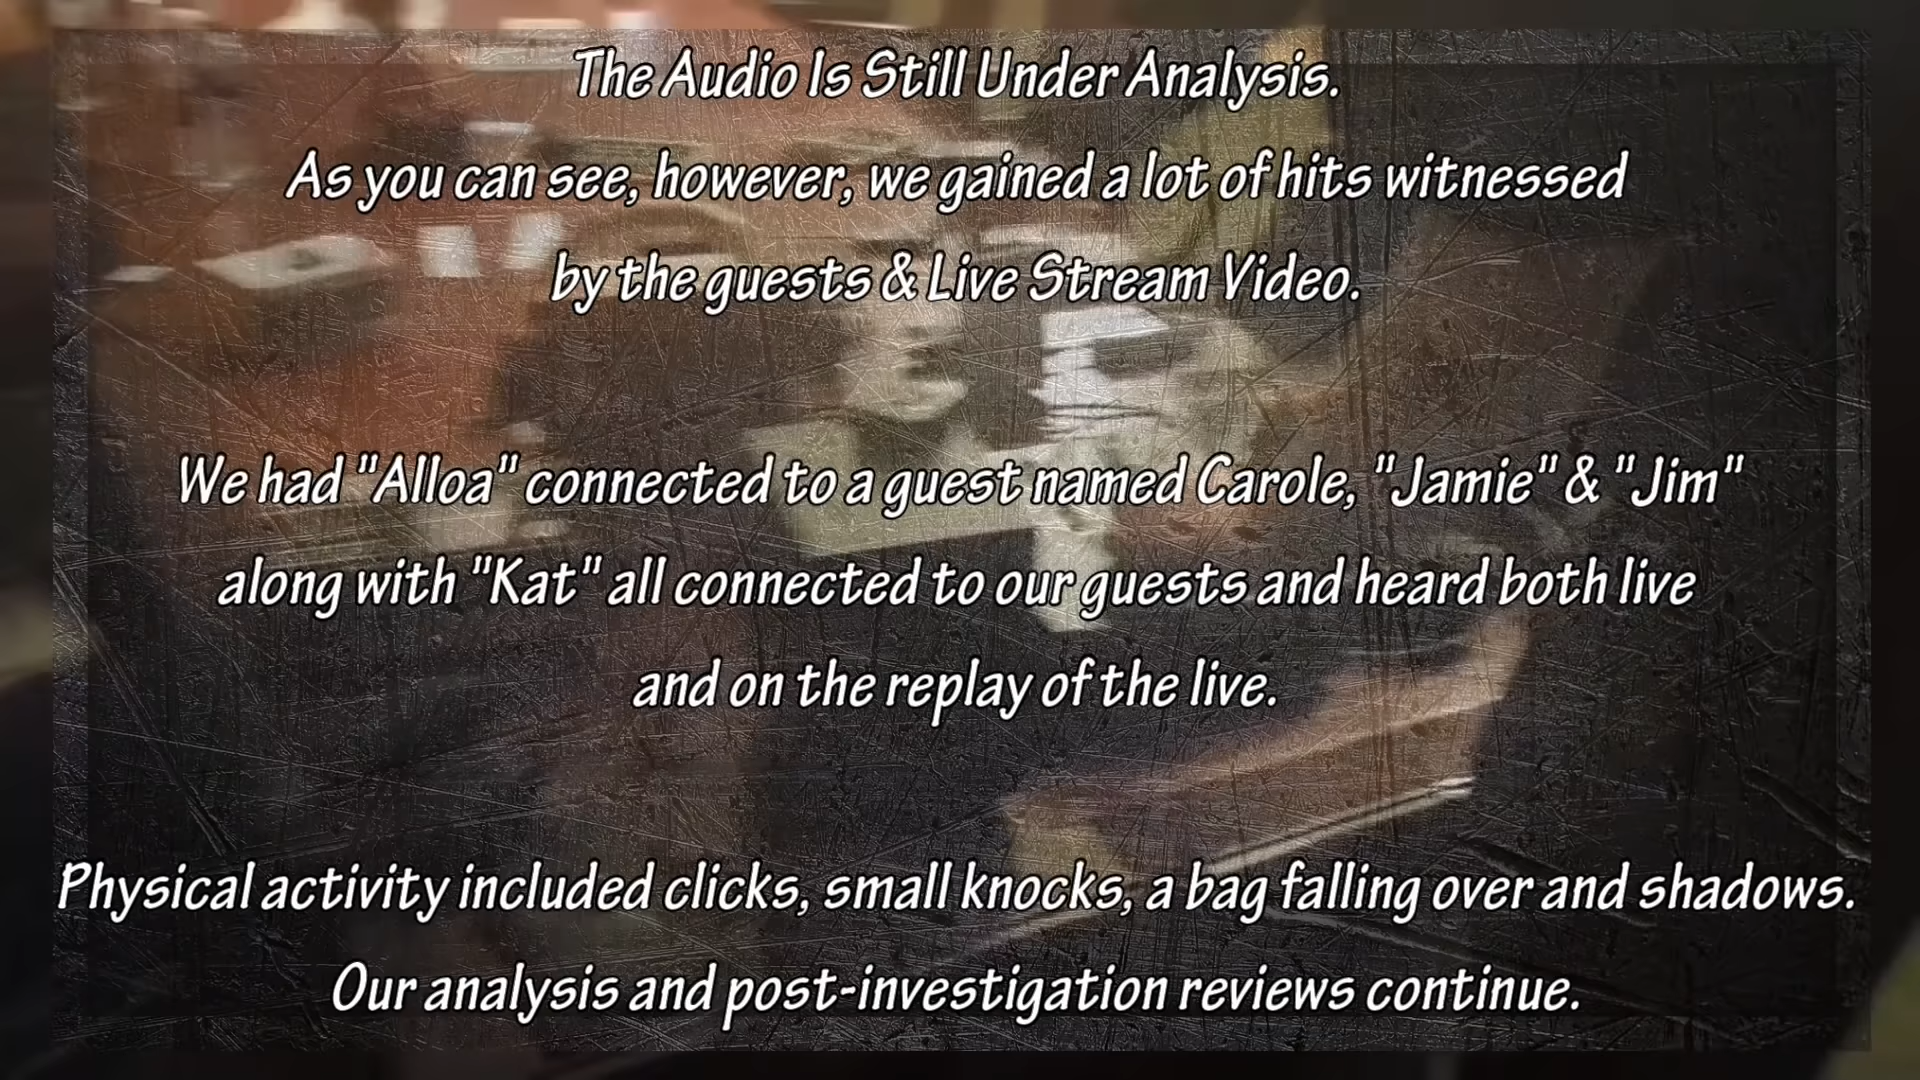 The Audio Is Still Under Analysis.
As you can see, however, we gained a lot of hits witnessed
by the guests & Live Stream Video.
We had "Alloa" connected to a guest named Carole, "Jamie" & "Jim"
along with "Kat" all connected to our guests and heard both live
and on the replay of the live.
Physical activity included clicks, small knocks, a bag falling over and shadows.
Our analysis and post-investigation reviews continue.